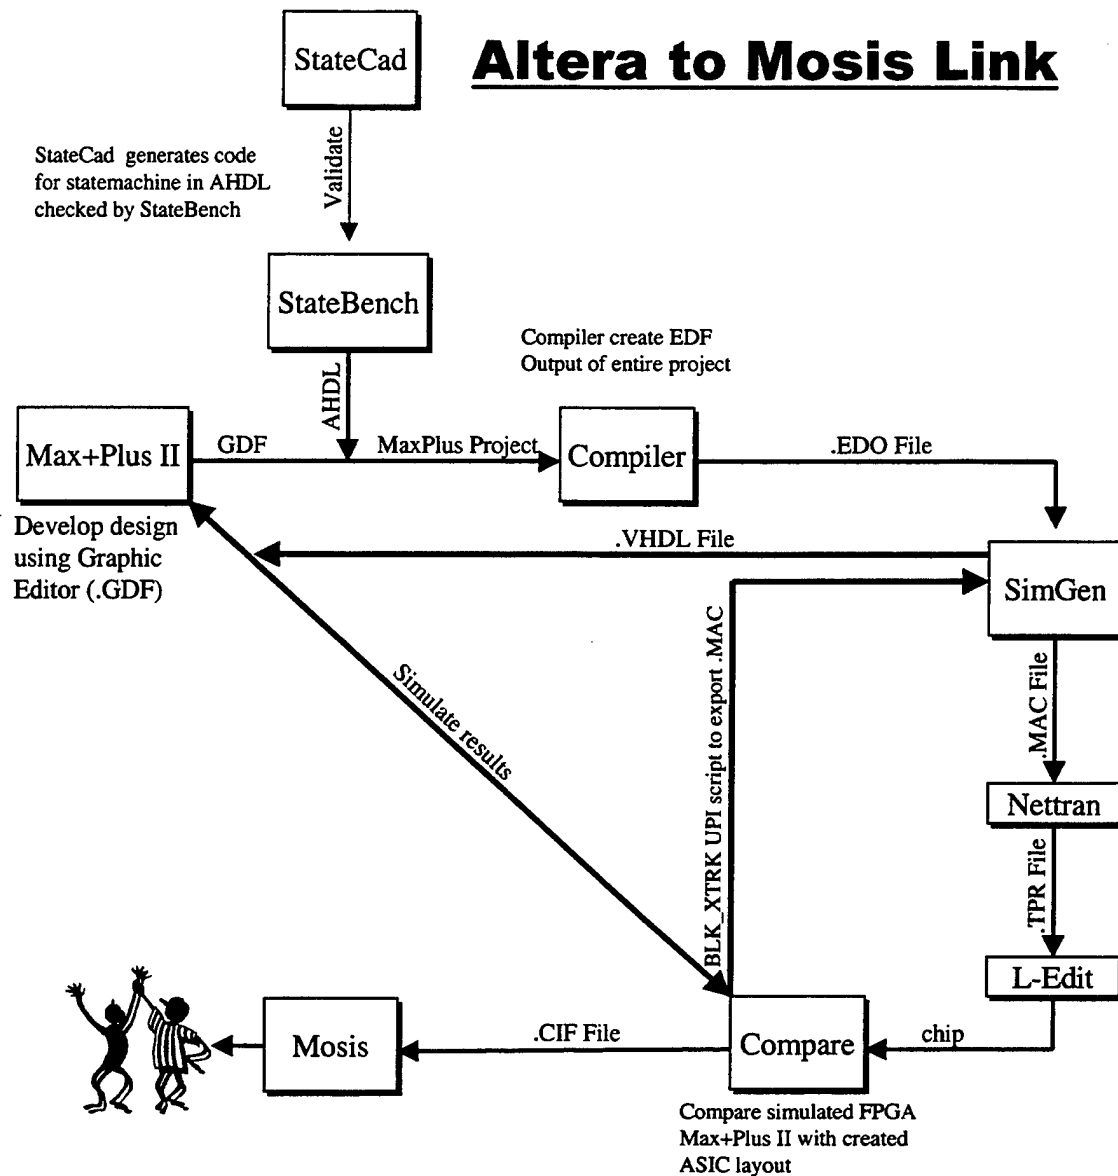 StateCad
Altera to Mosis Link
Validate
StateCad generates code
for statemachine in AHDL
checked by StateBench
StateBench
Compiler create EDF
Output of entire project
AHDL
Max+Plus II
GDF
MaxPlus Project
Compiler
.EDO File
Develop design
using Graphic
Editor (.GDF)
.VHDL File
SimGen
BLK_XTRK UPI script to export .MAC
.MAC File
Simulate results
Nettran
.TPR File
L-Edit
Mosis
.CIF File
Compare
chip
Compare simulated FPGA
Max+Plus II with created
ASIC layout